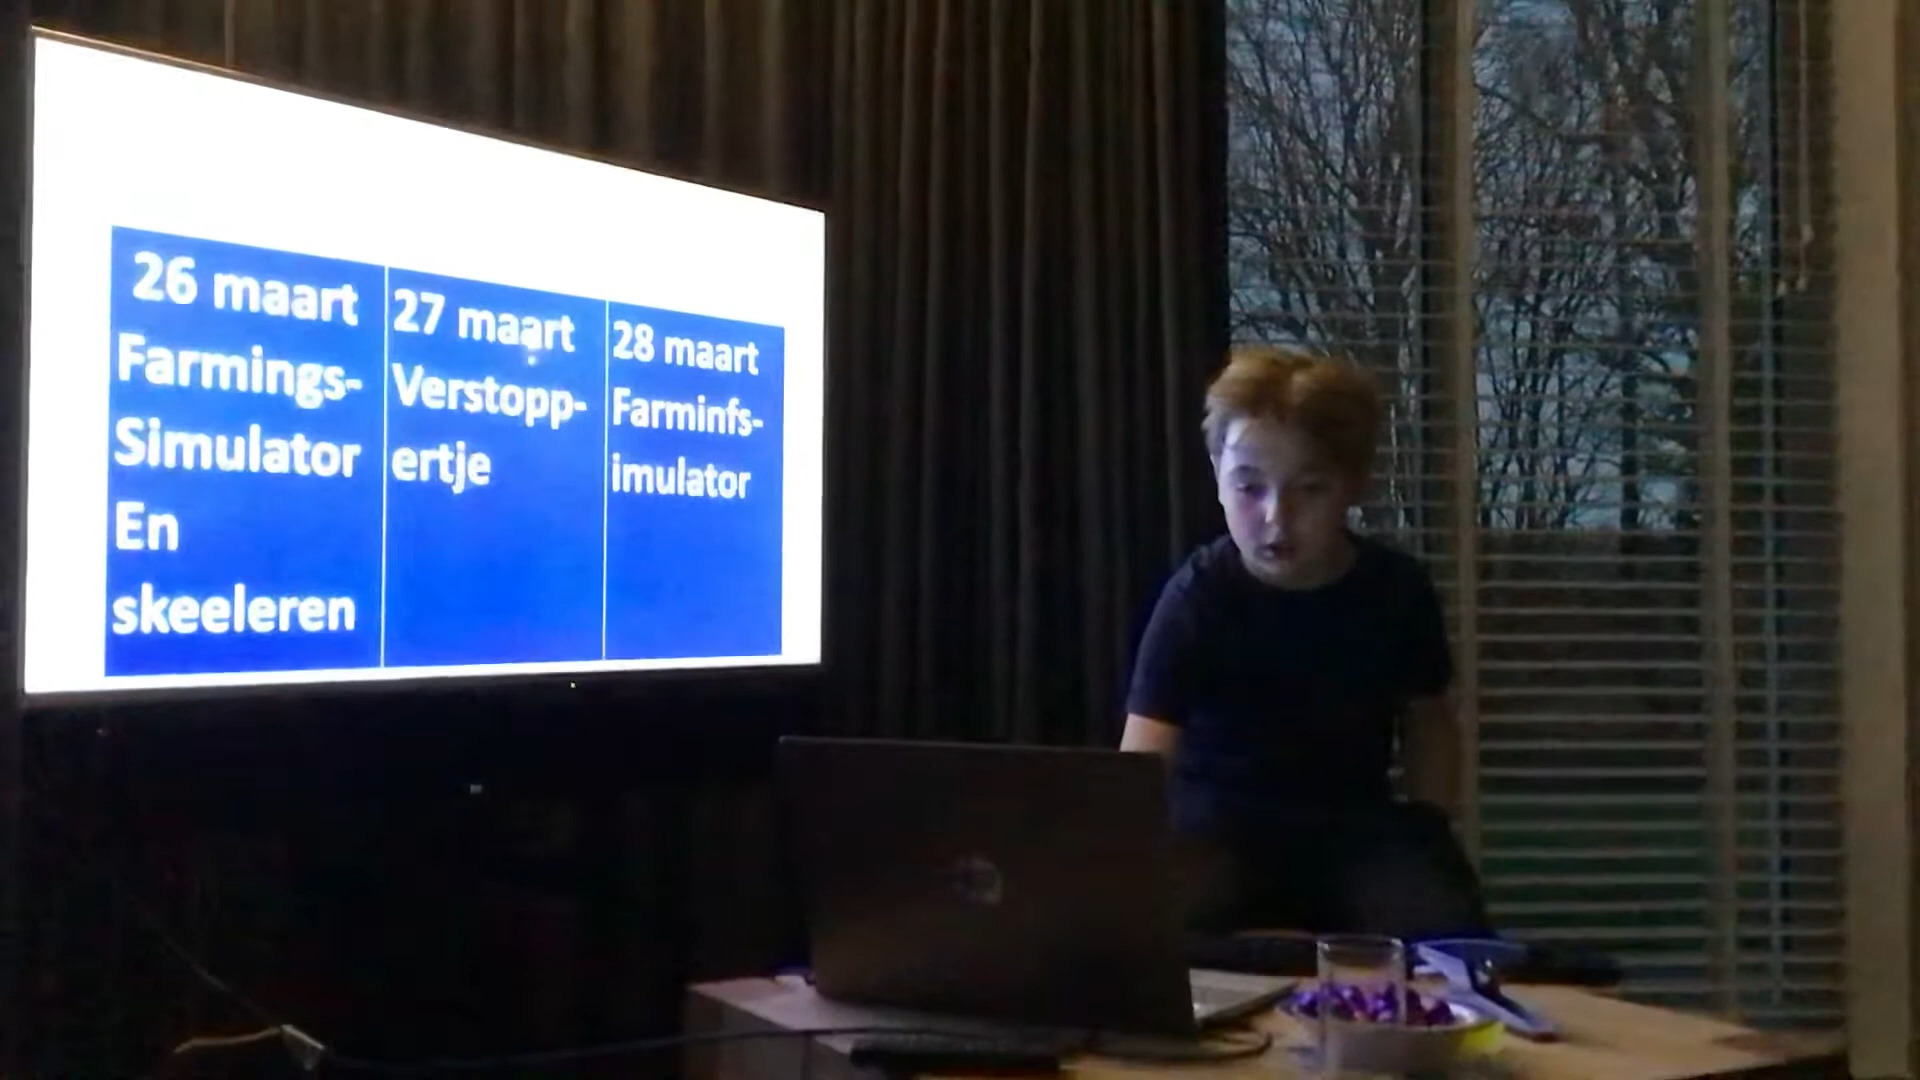 26 maart
Farmings-
Simulator
En
skeeleren
27 maart
Verstopp-
ertje
28 maart
Farminfs-
imulator